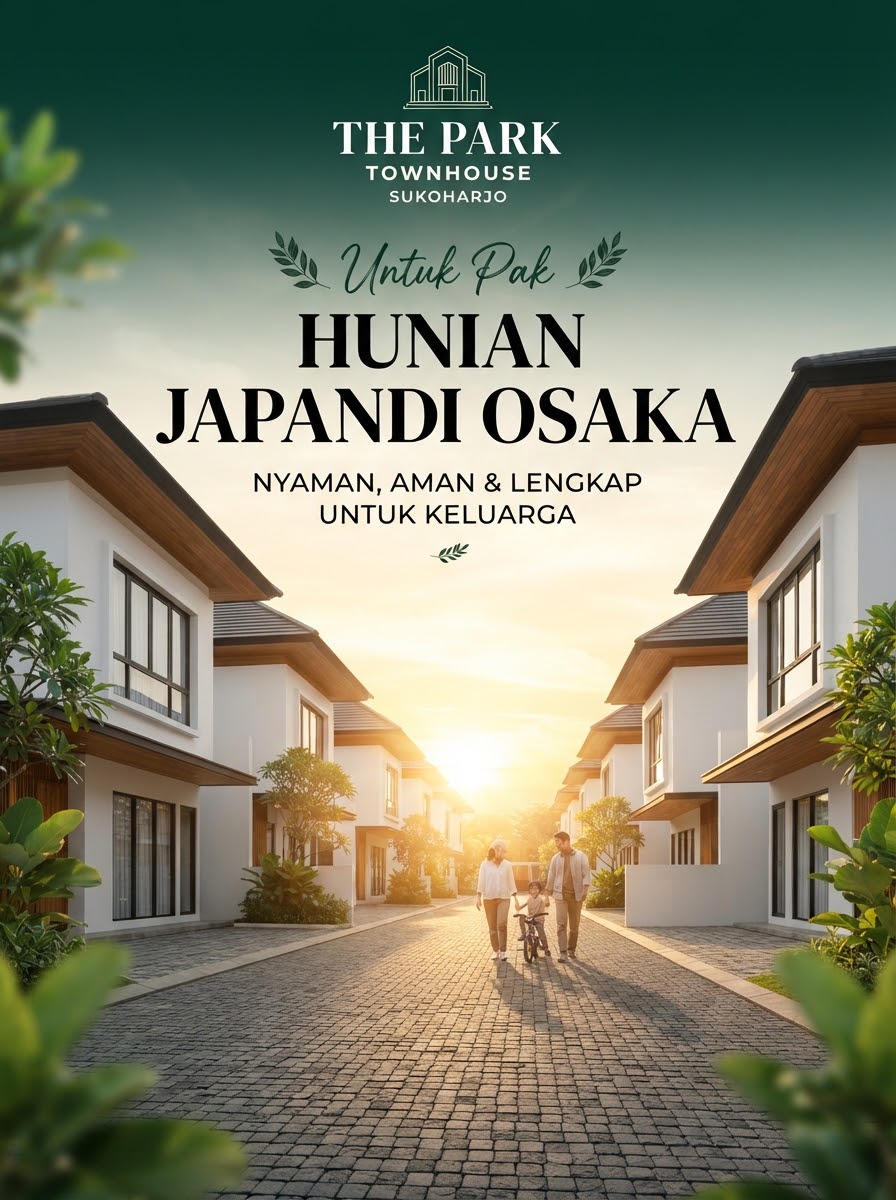 THE PARK
TOWNHOUSE
SUKOHARJO
Untuk Pak
HUNIAN
JAPANDI OSAKA
NYAMAN, AMAN & LENGKAP
UNTUK KELUARGA